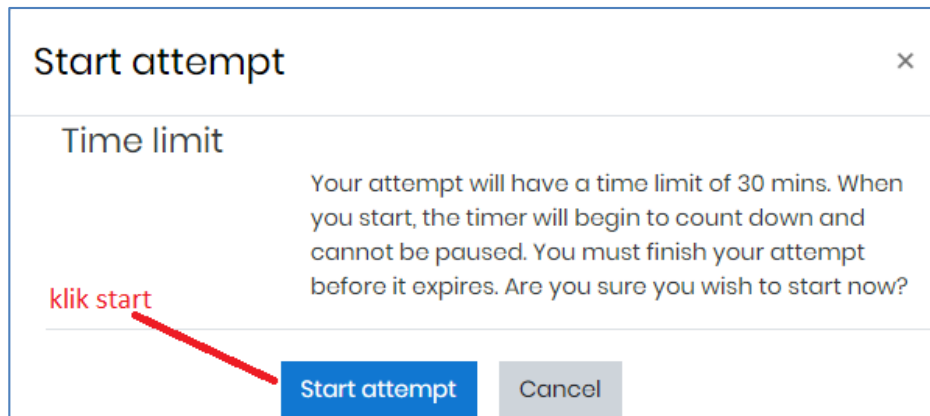 Start attempt ×
Time limit
Your attempt will have a time limit of 30 mins. When
you start, the timer will begin to count down and
cannot be paused. You must finish your attempt
before it expires. Are you sure you wish to start now?
klik start
Start attempt Cancel